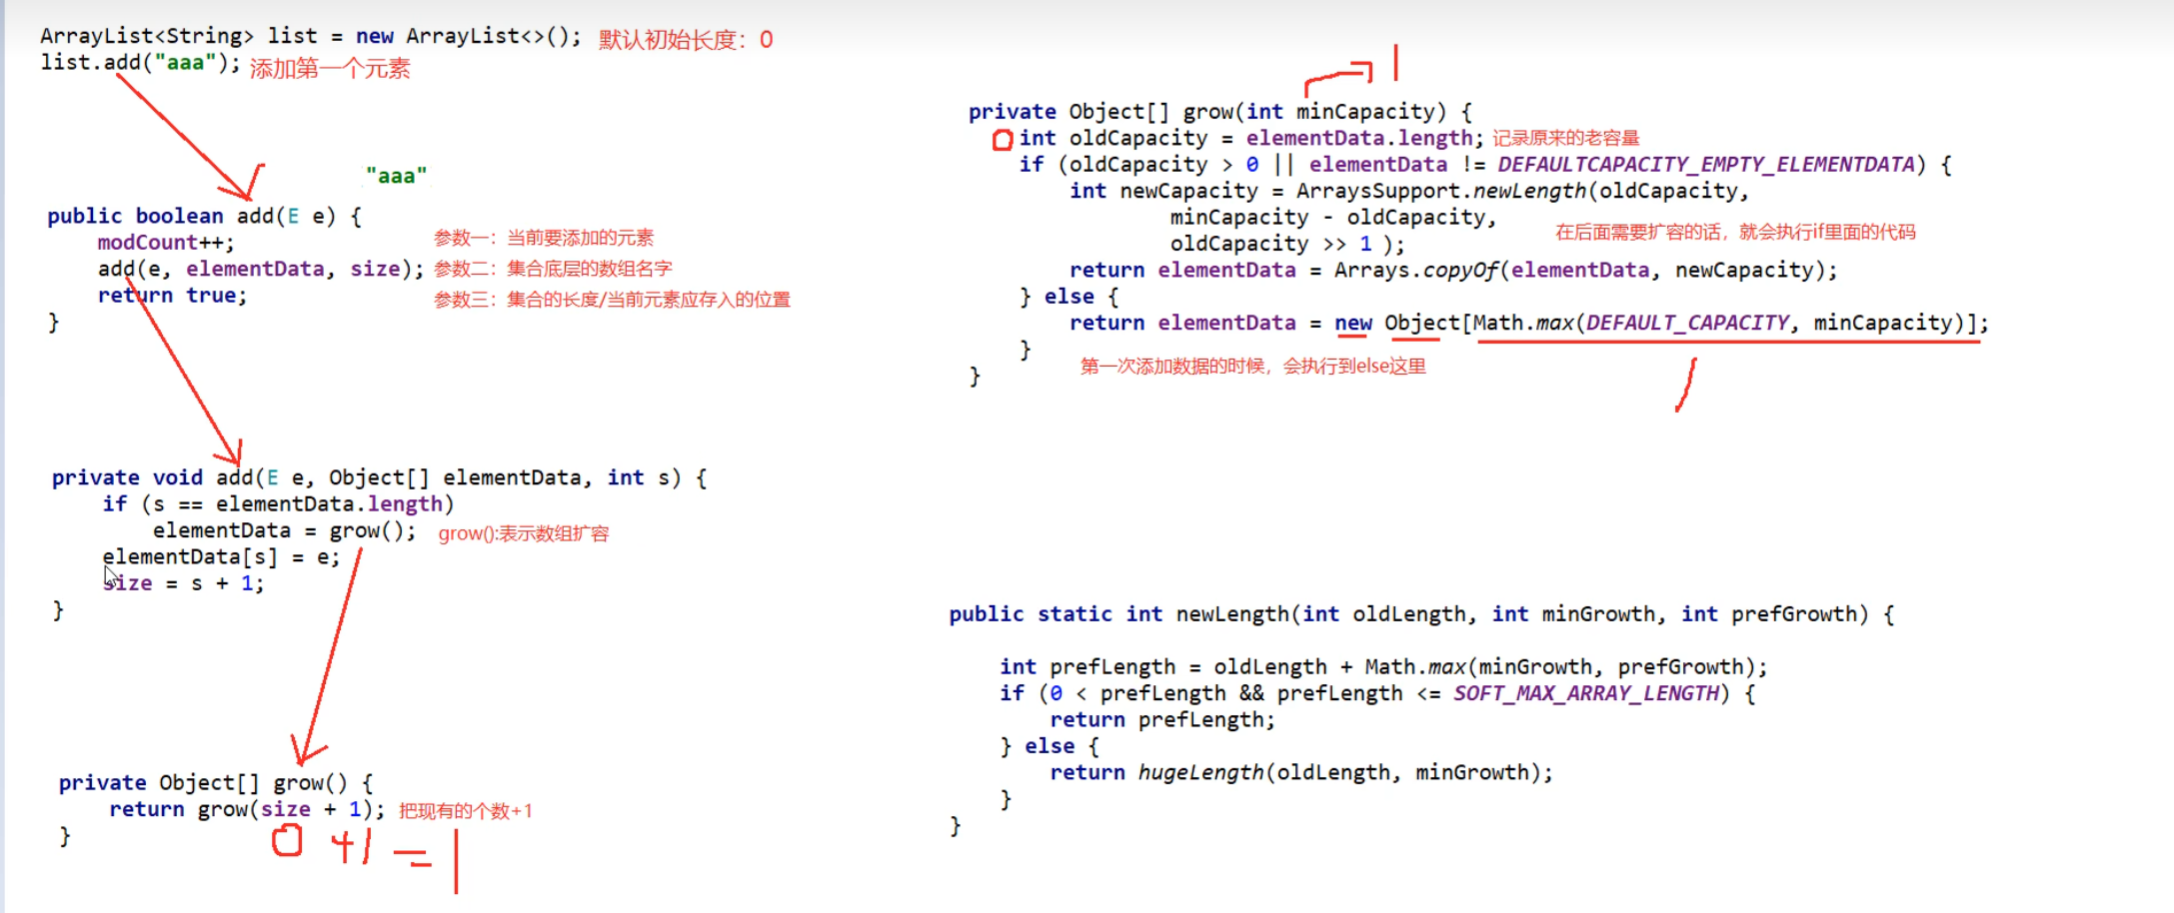 ArrayList<String> list = new ArrayList<>(); 默认初始长度：0
list.add("aaa"); 添加第一个元素
"aaa"
public boolean add(E e) {
modCount++;
add(e, elementData, size);
return true;
}
参数一：当前要添加的元素
参数二：集合底层的数组名字
参数三：集合的长度/当前元素应存入的位置
private void add(E e, Object[] elementData, int s) {
if (s == elementData.length)
elementData = grow(); grow():表示数组扩容
elementData[s] = e;
size = s + 1;
}
private Object[] grow() {
return grow(size + 1); 把现有的个数+1
}
0 +1 = 1
1
private Object[] grow(int minCapacity) {
0 int oldCapacity = elementData.length; 记录原来的老容量
if (oldCapacity > 0 || elementData != DEFAULTCAPACITY_EMPTY_ELEMENTDATA) {
int newCapacity = ArraysSupport.newLength(oldCapacity,
minCapacity - oldCapacity,
oldCapacity >> 1 );
在后面需要扩容的话，就会执行if里面的代码
return elementData = Arrays.copyOf(elementData, newCapacity);
} else {
return elementData = new Object[Math.max(DEFAULT_CAPACITY, minCapacity)];
}
第一次添加数据的时候，会执行到else这里
}
public static int newLength(int oldLength, int minGrowth, int prefGrowth) {
int prefLength = oldLength + Math.max(minGrowth, prefGrowth);
if (0 < prefLength && prefLength <= SOFT_MAX_ARRAY_LENGTH) {
return prefLength;
} else {
return hugeLength(oldLength, minGrowth);
}
}